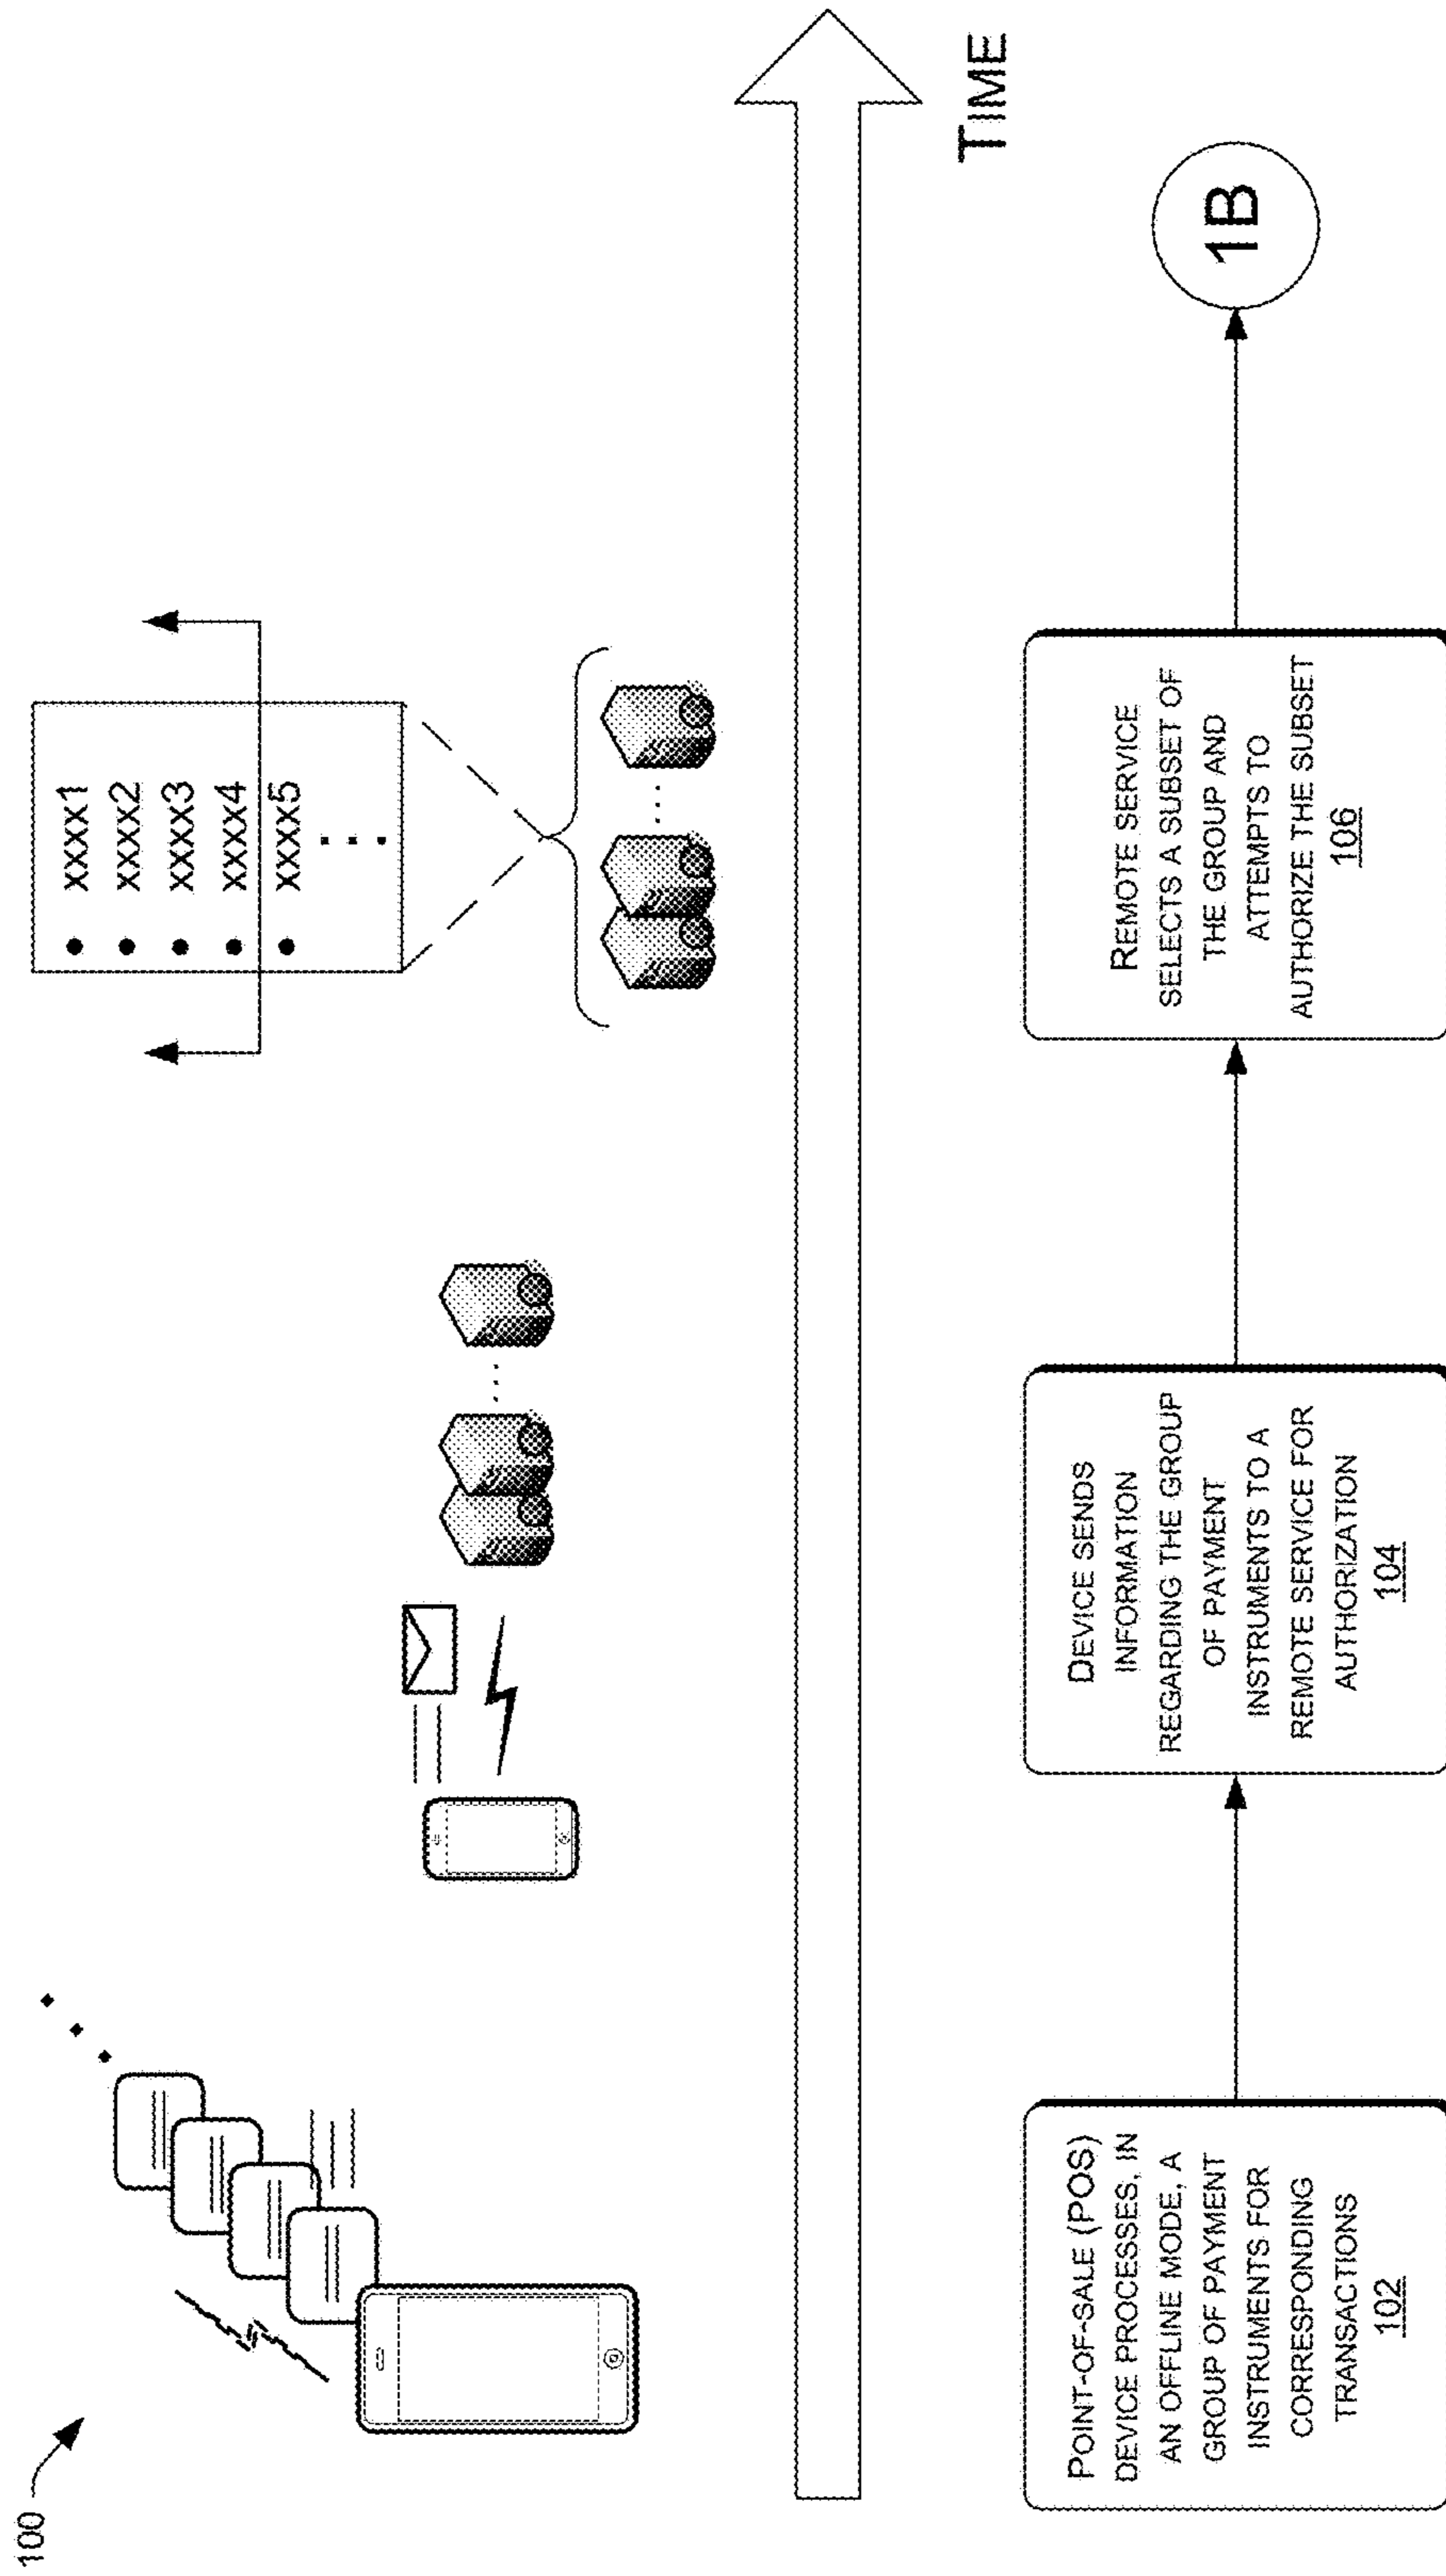 100
• xxxx1
• xxxx2
• xxxx3
• xxxx4
• xxxx5
TIME
POINT-OF-SALE (POS)
DEVICE PROCESSES, IN
AN OFFLINE MODE, A
GROUP OF PAYMENT
INSTRUMENTS FOR
CORRESPONDING
TRANSACTIONS
102
DEVICE SENDS
INFORMATION
REGARDING THE GROUP
OF PAYMENT
INSTRUMENTS TO A
REMOTE SERVICE FOR
AUTHORIZATION
104
REMOTE SERVICE
SELECTS A SUBSET OF
THE GROUP AND
ATTEMPTS TO
AUTHORIZE THE SUBSET
106
1B